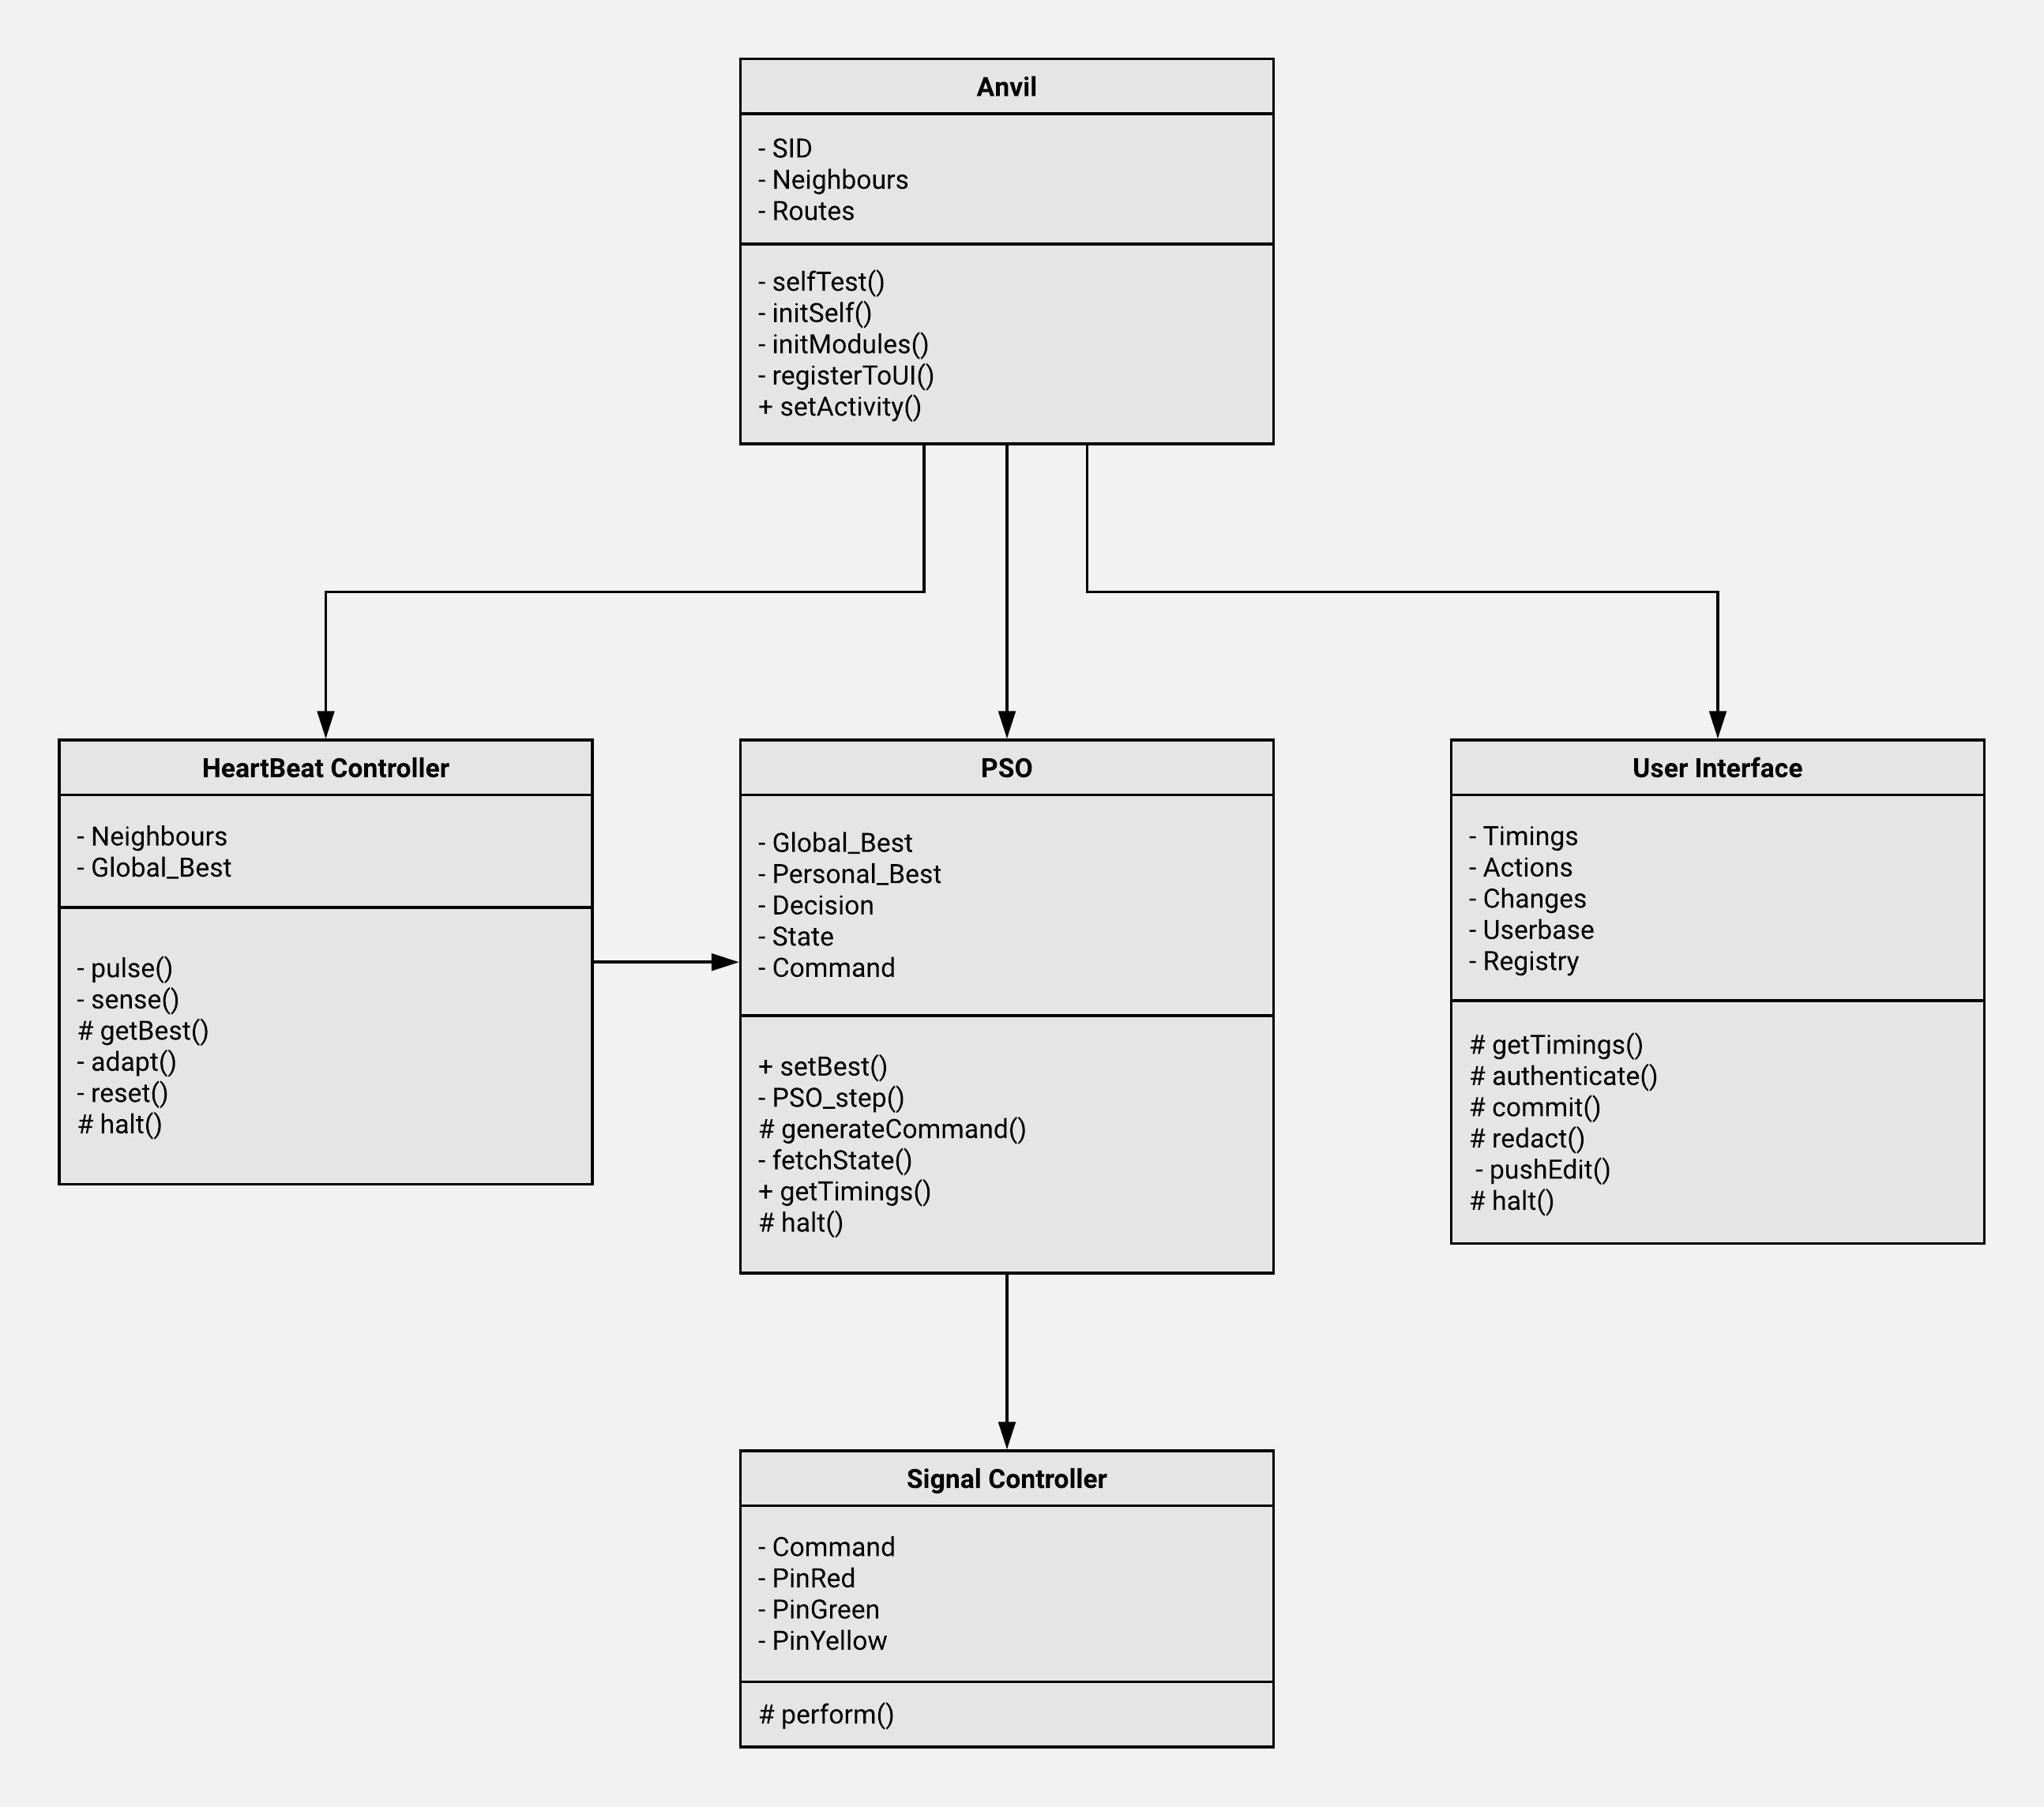 Anvil
- SID
- Neighbours
- Routes
- selfTest()
- initSelf()
- initModules()
- registerToUI()
+ setActivity()
HeartBeat Controller
- Neighbours
- Global_Best
- pulse()
- sense()
# getBest()
- adapt()
- reset()
# halt()
PSO
- Global_Best
- Personal_Best
- Decision
- State
- Command
+ setBest()
- PSO_step()
# generateCommand()
- fetchState()
+ getTimings()
# halt()
User Interface
- Timings
- Actions
- Changes
- Userbase
- Registry
# getTimings()
# authenticate()
# commit()
# redact()
- pushEdit()
# halt()
Signal Controller
- Command
- PinRed
- PinGreen
- PinYellow
# perform()